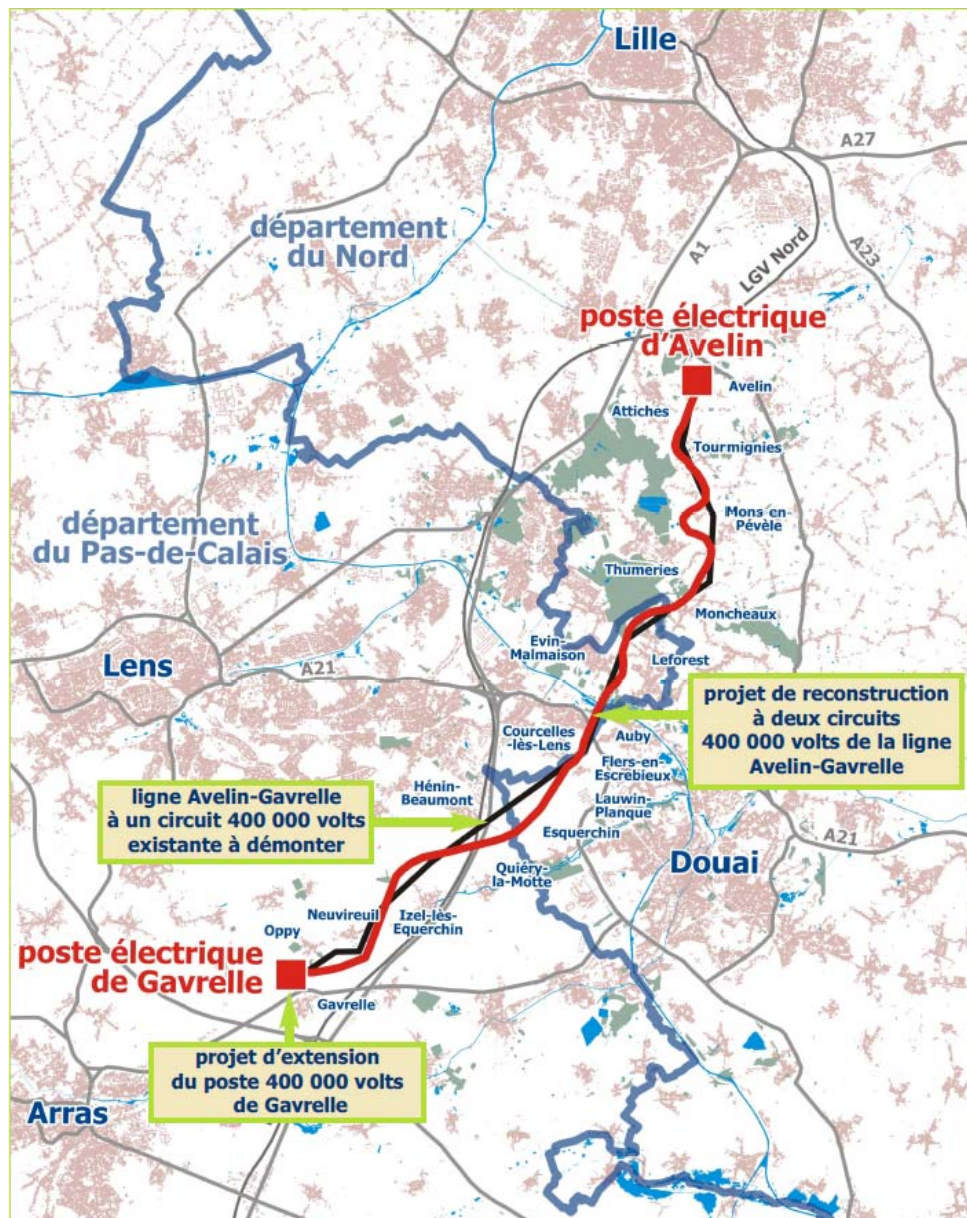 Lille
A27
département
du Nord
A1
LGV Nord
A23
poste électrique
d'Avelin
Avelin
Attiches
Tourmignies
département
du Pas-de-Calais
Mons-en-
Pévèle
Thumeries
Moncheaux
Evin-
Malmaison
Leforest
Lens
A21
projet de reconstruction
à deux circuits
400 000 volts de la ligne
Avelin-Gavrelle
Courcelles
-lès-Lens
Auby
Flers-en-
Escrebieux
Hénin-
Beaumont
ligne Avelin-Gavrelle
à un circuit 400 000 volts
existante à démonter
Lauwin-
Planque
Esquerchin
A21
Douai
Quiéry-
la-Motte
Neuvireuil
Izel-lès-
Equerchin
Oppy
poste électrique
de Gavrelle
Gavrelle
projet d'extension
du poste 400 000 volts
de Gavrelle
Arras